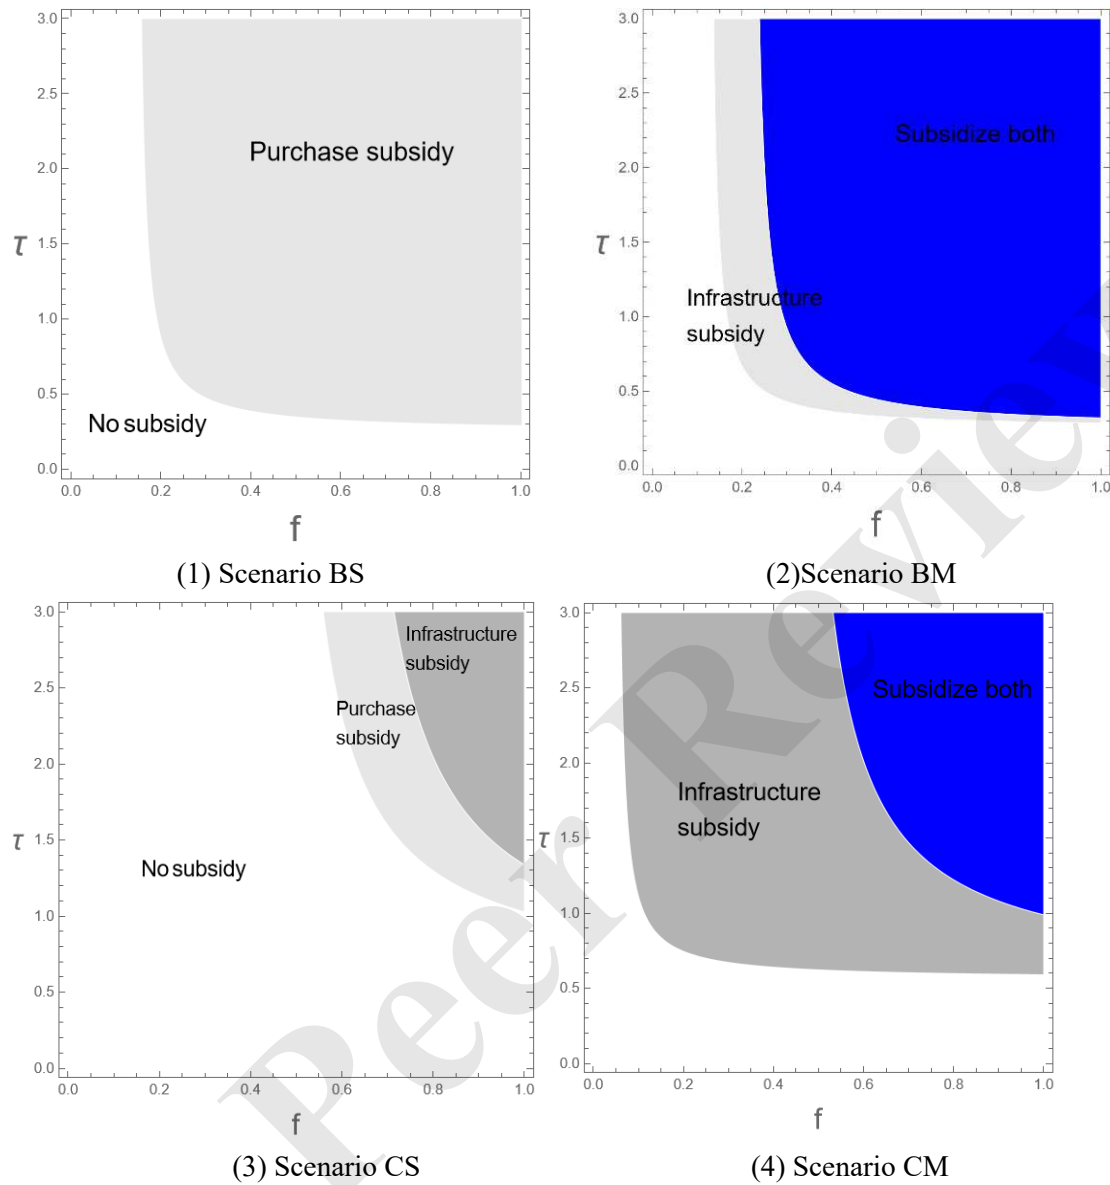 3.0
2.5
2.0
1.5
1.0
0.5
0.0
τ
Purchase subsidy
No subsidy
0.0 0.2 0.4 0.6 0.8 1.0
f
(1) Scenario BS
3.0
2.5
2.0
1.5
1.0
0.5
0.0
τ
Subsidize both
Infrastructure
subsidy
0.0 0.2 0.4 0.6 0.8 1.0
f
(2)Scenario BM
3.0
2.5
2.0
1.5
1.0
0.5
0.0
τ
Infrastructure
subsidy
Purchase
subsidy
No subsidy
0.0 0.2 0.4 0.6 0.8 1.0
f
(3) Scenario CS
3.0
2.5
2.0
1.5
1.0
0.5
0.0
τ
Subsidize both
Infrastructure
subsidy
0.0 0.2 0.4 0.6 0.8 1.0
f
(4) Scenario CM
Peer Review